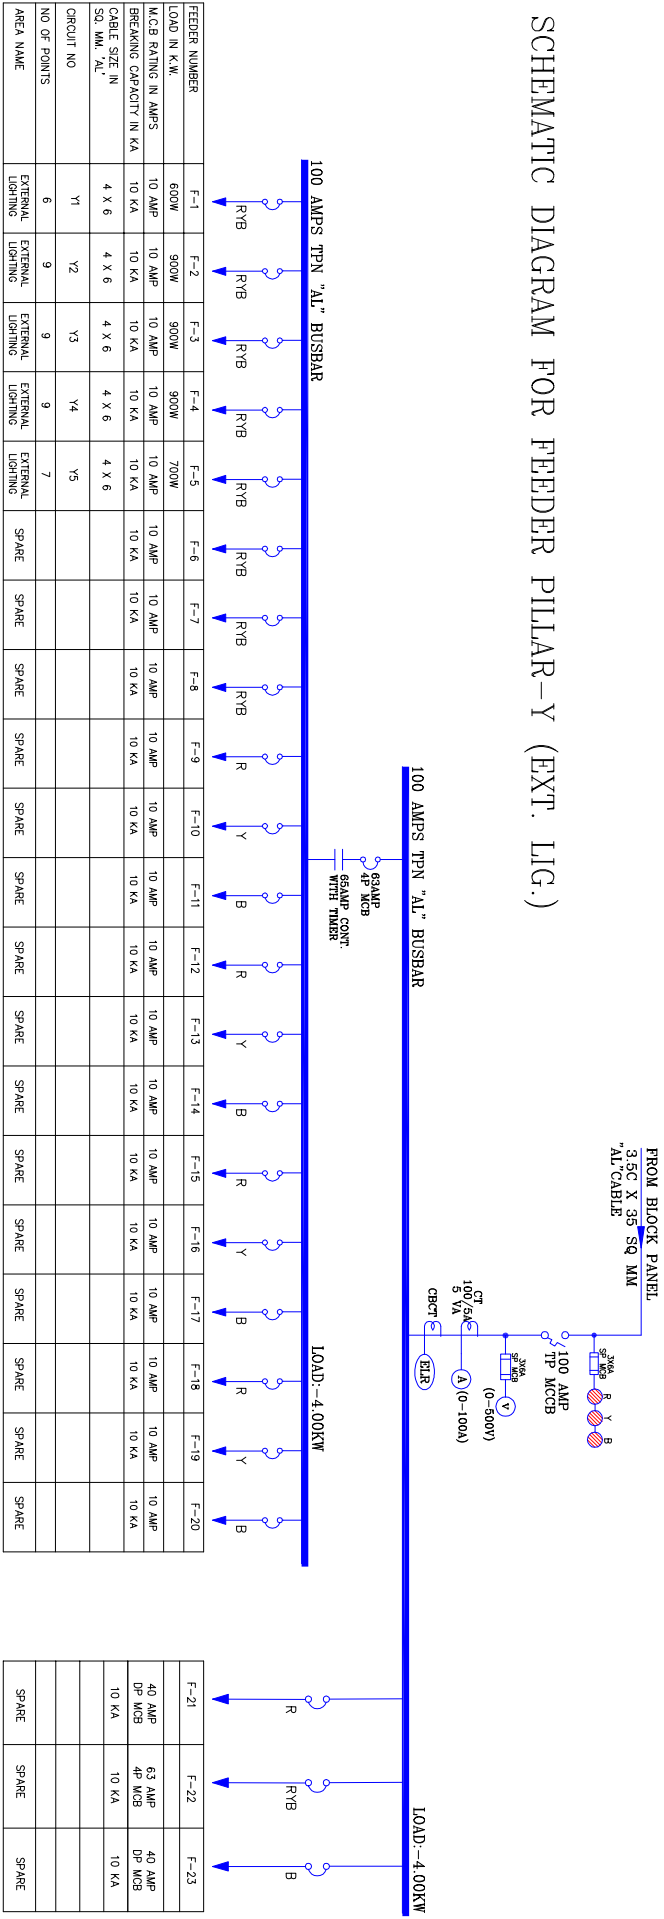 SCHEMATIC DIAGRAM FOR FEEDER PILLAR-Y (EXT. LIG.)
FROM BLOCK PANEL
3.5C X 35 SQ MM
"AL"CABLE
3X6A
SP MCB
R Y B
100 AMP
TP MCCB
3X6A
SP MCB
V
(0-500V)
CT
100/5A
5 VA
A (0-100A)
CBCT
ELR
100 AMPS TPN "AL" BUSBAR
LOAD:-4.00KW
63AMP
4P MCB
65AMP CONT.
WITH TIMER
100 AMPS TPN "AL" BUSBAR
LOAD:-4.00KW
RYB RYB RYB RYB RYB RYB RYB RYB R Y B R Y B R Y B R Y B R RYB B
FEEDER NUMBER F-1 F-2 F-3 F-4 F-5 F-6 F-7 F-8 F-9 F-10 F-11 F-12 F-13 F-14 F-15 F-16 F-17 F-18 F-19 F-20 F-21 F-22 F-23
LOAD IN K.W. 600W 900W 900W 900W 700W
M.C.B RATING IN AMPS 10 AMP 10 AMP 10 AMP 10 AMP 10 AMP 10 AMP 10 AMP 10 AMP 10 AMP 10 AMP 10 AMP 10 AMP 10 AMP 10 AMP 10 AMP 10 AMP 10 AMP 10 AMP 10 AMP 10 AMP 40 AMP 63 AMP 40 AMP
DP MCB 4P MCB DP MCB
BREAKING CAPACITY IN KA 10 KA 10 KA 10 KA 10 KA 10 KA 10 KA 10 KA 10 KA 10 KA 10 KA 10 KA 10 KA 10 KA 10 KA 10 KA 10 KA 10 KA 10 KA 10 KA 10 KA 10 KA 10 KA 10 KA
CABLE SIZE IN
SQ. MM. 'AL' 4 X 6 4 X 6 4 X 6 4 X 6 4 X 6
CIRCUIT NO Y1 Y2 Y3 Y4 Y5
NO OF POINTS 6 9 9 9 7
AREA NAME EXTERNAL EXTERNAL EXTERNAL EXTERNAL EXTERNAL SPARE SPARE SPARE SPARE SPARE SPARE SPARE SPARE SPARE SPARE SPARE SPARE SPARE SPARE SPARE SPARE SPARE SPARE
LIGHTING LIGHTING LIGHTING LIGHTING LIGHTING